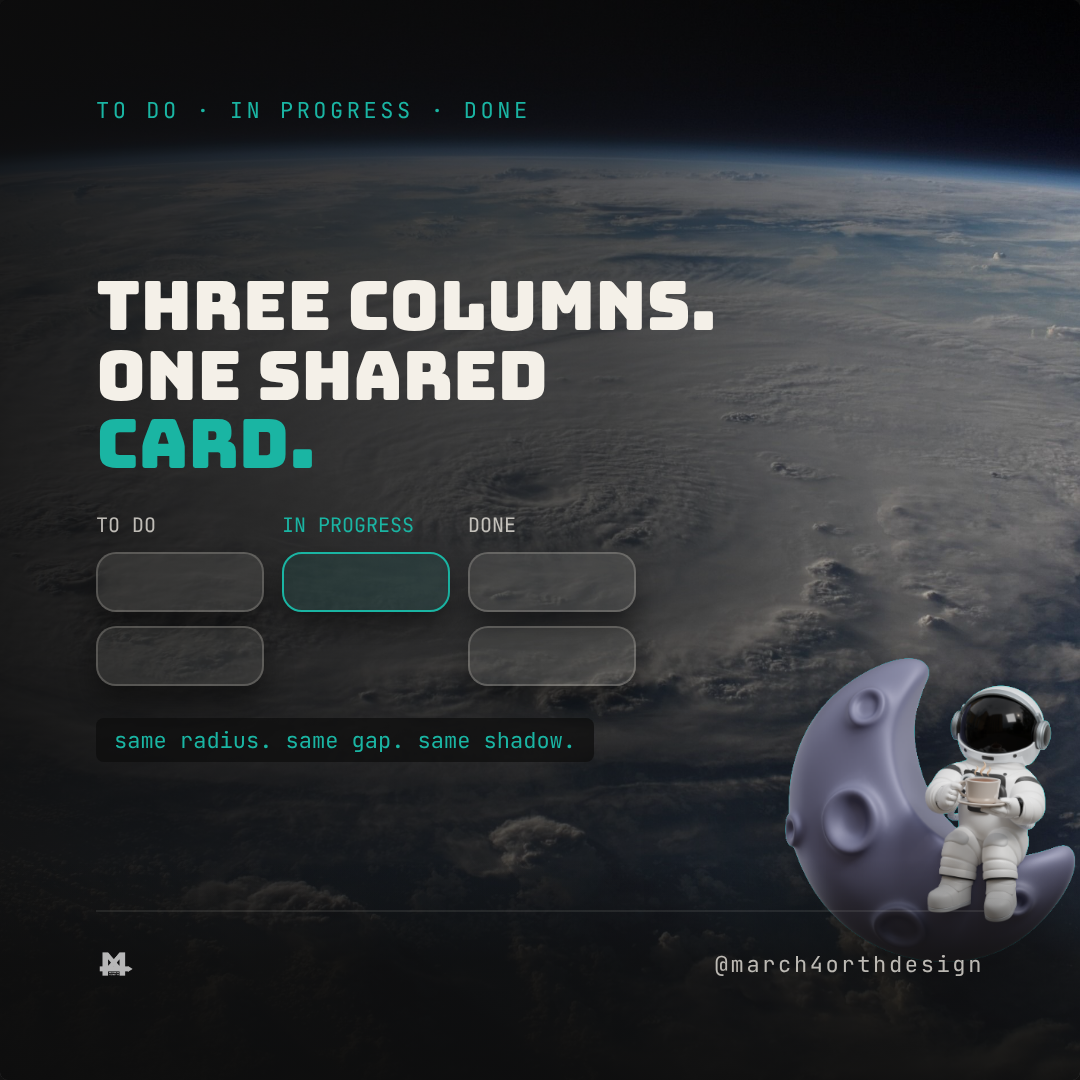 TO DO · IN PROGRESS · DONE
THREE COLUMNS.
ONE SHARED
CARD.
TO DO IN PROGRESS DONE
same radius. same gap. same shadow.
@march4orthdesign